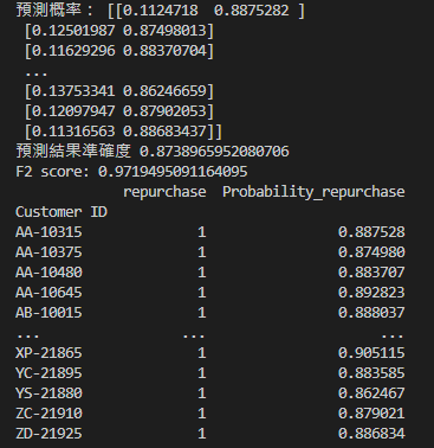 預測概率： [[0.1124718  0.8875282 ]
 [0.12501987 0.87498013]
 [0.11629296 0.88370704]
 ...
 [0.13753341 0.86246659]
 [0.12097947 0.87902053]
 [0.11316563 0.88683437]]
預測結果準確度 0.8738965952080706
F2 score: 0.9719495091164095
             repurchase  Probability_repurchase
Customer ID
AA-10315              1                0.887528
AA-10375              1                0.874980
AA-10480              1                0.883707
AA-10645              1                0.892823
AB-10015              1                0.888037
...                 ...                     ...
XP-21865              1                0.905115
YC-21895              1                0.883585
YS-21880              1                0.862467
ZC-21910              1                0.879021
ZD-21925              1                0.886834